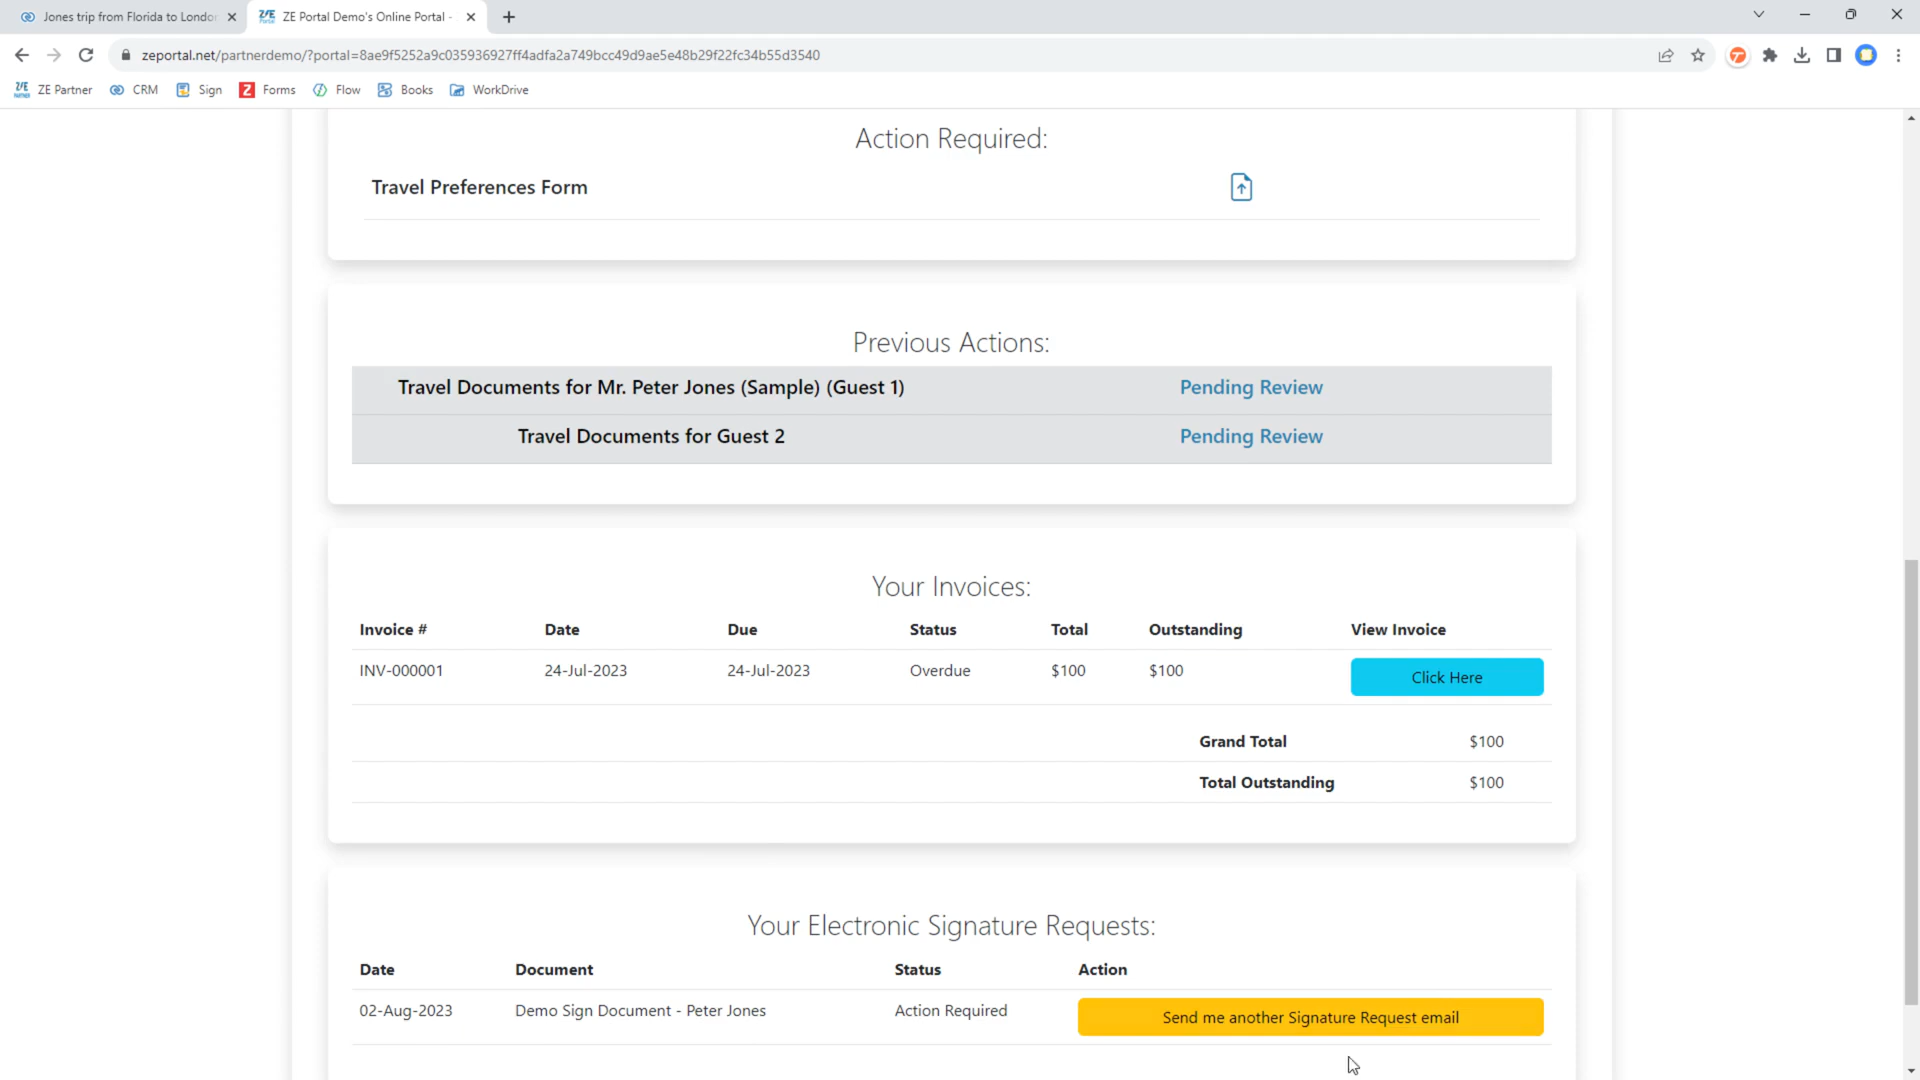 Jones trip from Florida to Londo
ZE Portal Demo's Online Portal -
zeportal.net/partnerdemo/?portal=8ae9f5252a9c035936927ff4adfa2a749bcc49d9ae5e48b29f22fc34b55d3540
ZE Partner CRM Sign Forms Flow Books WorkDrive
Action Required:
Travel Preferences Form
Previous Actions:
Travel Documents for Mr. Peter Jones (Sample) (Guest 1) Pending Review
Travel Documents for Guest 2 Pending Review
Your Invoices:
Invoice # Date Due Status Total Outstanding View Invoice
INV-000001 24-Jul-2023 24-Jul-2023 Overdue $100 $100 Click Here
Grand Total $100
Total Outstanding $100
Your Electronic Signature Requests:
Date Document Status Action
02-Aug-2023 Demo Sign Document - Peter Jones Action Required Send me another Signature Request email